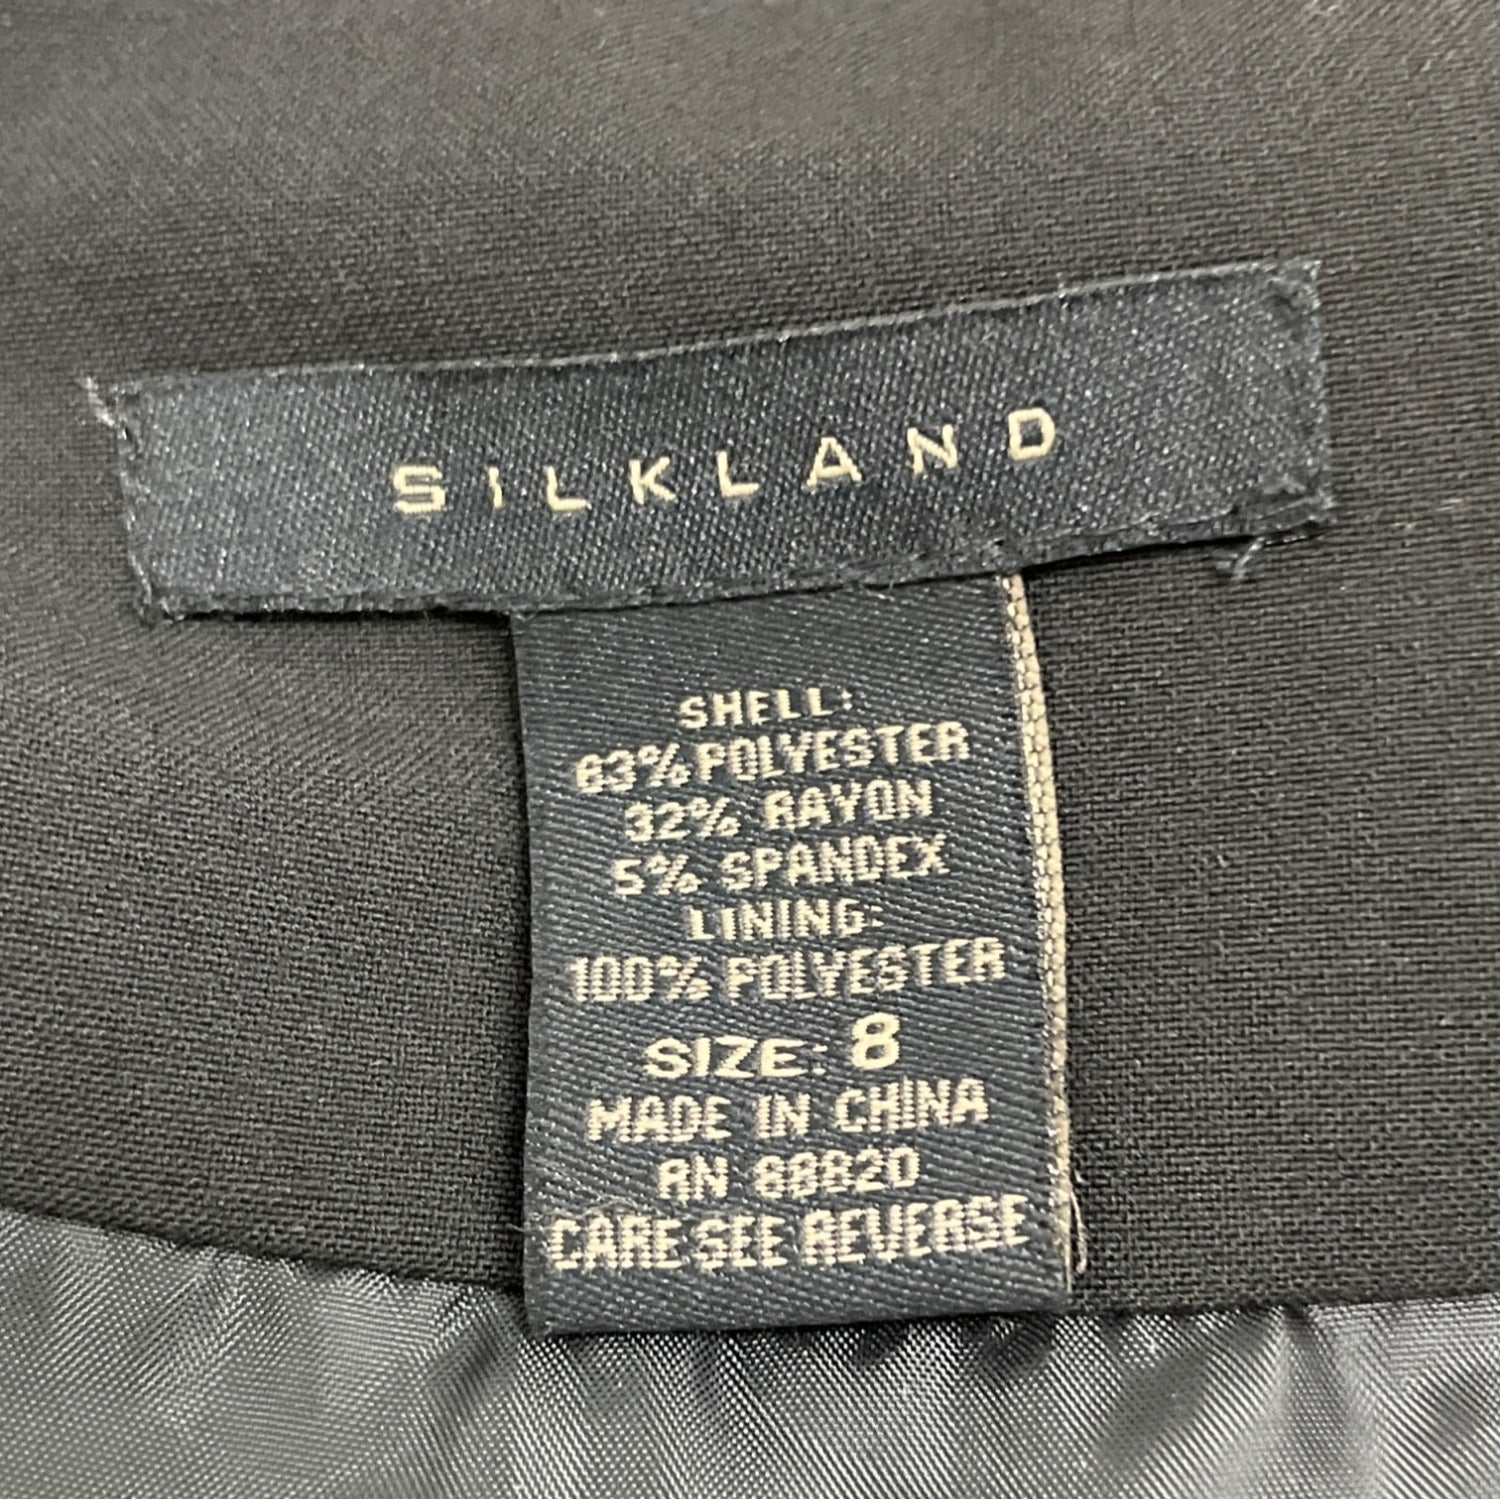 SILKLAND
SHELL:
63% POLYESTER
32% RAYON
5% SPANDEX
LINING:
100% POLYESTER
SIZE: 8
MADE IN CHINA
RN
CARE SEE REVERSE